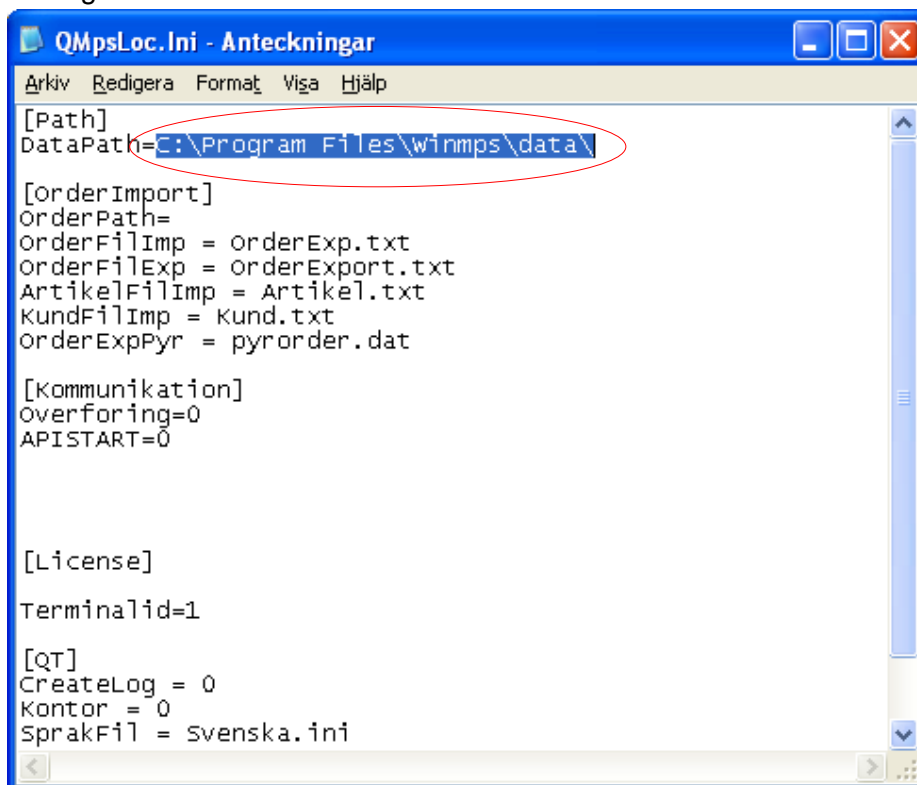 QMpsLoc.Ini - Anteckningar
Arkiv Redigera Format Visa Hjälp
[Path]
DataPath=C:\Program Files\Winmps\data\
[OrderImport]
OrderPath=
OrderFilImp = OrderExp.txt
OrderFilExp = OrderExport.txt
ArtikelFilImp = Artikel.txt
KundFilImp = Kund.txt
OrderExpPyr = pyrorder.dat
[Kommunikation]
Overforing=0
APISTART=0
[License]
Terminalid=1
[QT]
CreateLog = 0
Kontor = 0
SprakFil = Svenska.ini